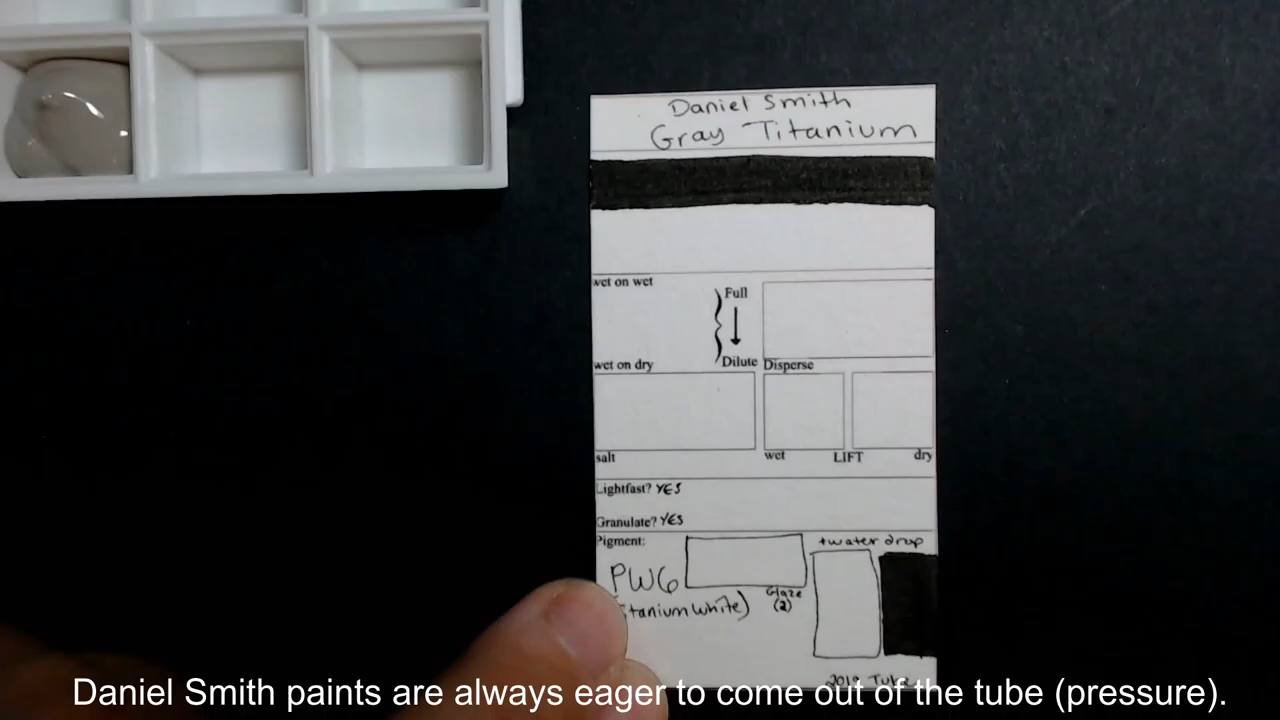 Daniel Smith
Gray Titanium
wet on wet
Full
wet on dry
Dilute
Disperse
salt
wet
LIFT
dry
Lightfast? YES
Granulate? YES
Pigment:
+water drop
PW6
Glaze
(2)
White)
2019 Tube
Daniel Smith paints are always eager to come out of the tube (pressure).